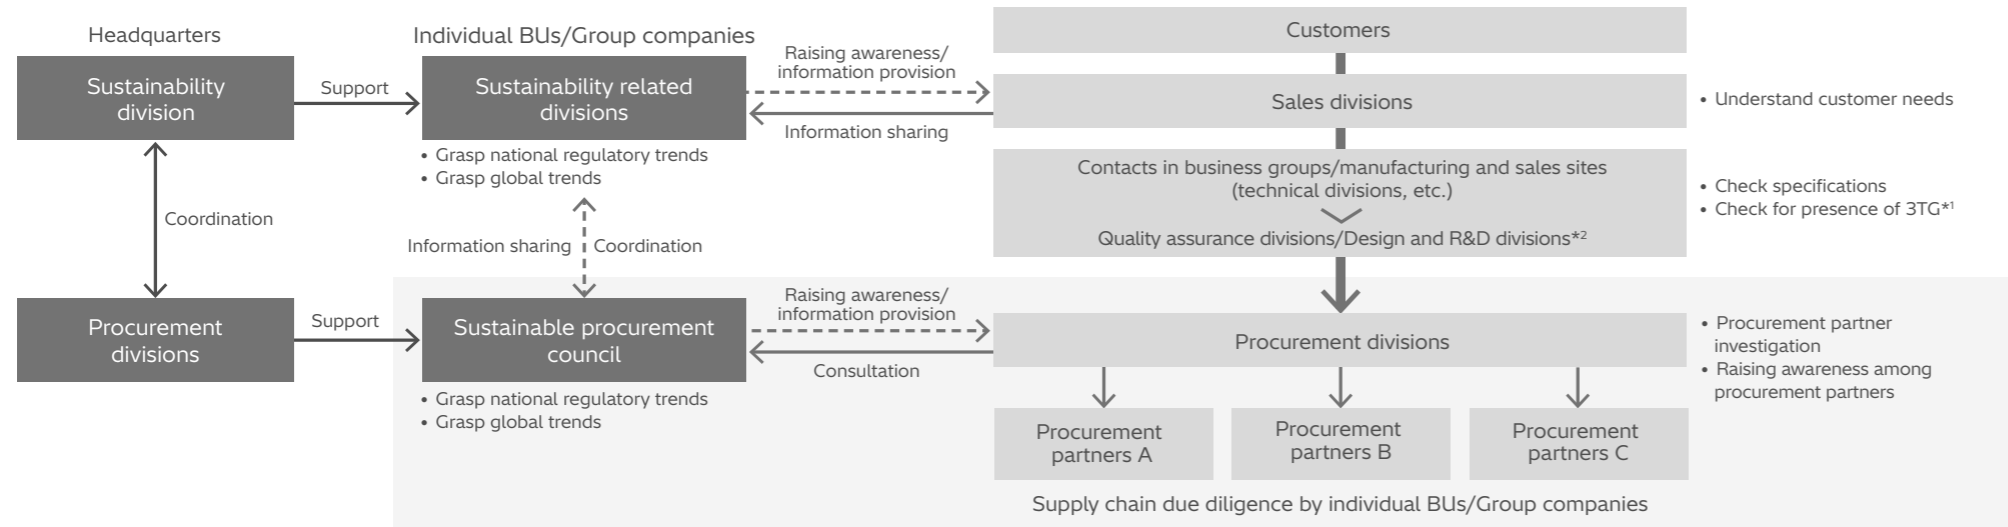 Headquarters
Sustainability
division
Support
Coordination
Procurement
divisions
Support
Individual BUs/Group companies
Sustainability related
divisions
• Grasp national regulatory trends
• Grasp global trends
Information sharing
Coordination
Sustainable procurement
council
• Grasp national regulatory trends
• Grasp global trends
Raising awareness/
information provision
Information sharing
Raising awareness/
information provision
Consultation
Customers
Sales divisions
• Understand customer needs
Contacts in business groups/manufacturing and sales sites
(technical divisions, etc.)
Quality assurance divisions/Design and R&D divisions*2
• Check specifications
• Check for presence of 3TG*1
Procurement divisions
• Procurement partner
investigation
• Raising awareness among
procurement partners
Procurement
partners A
Procurement
partners B
Procurement
partners C
Supply chain due diligence by individual BUs/Group companies